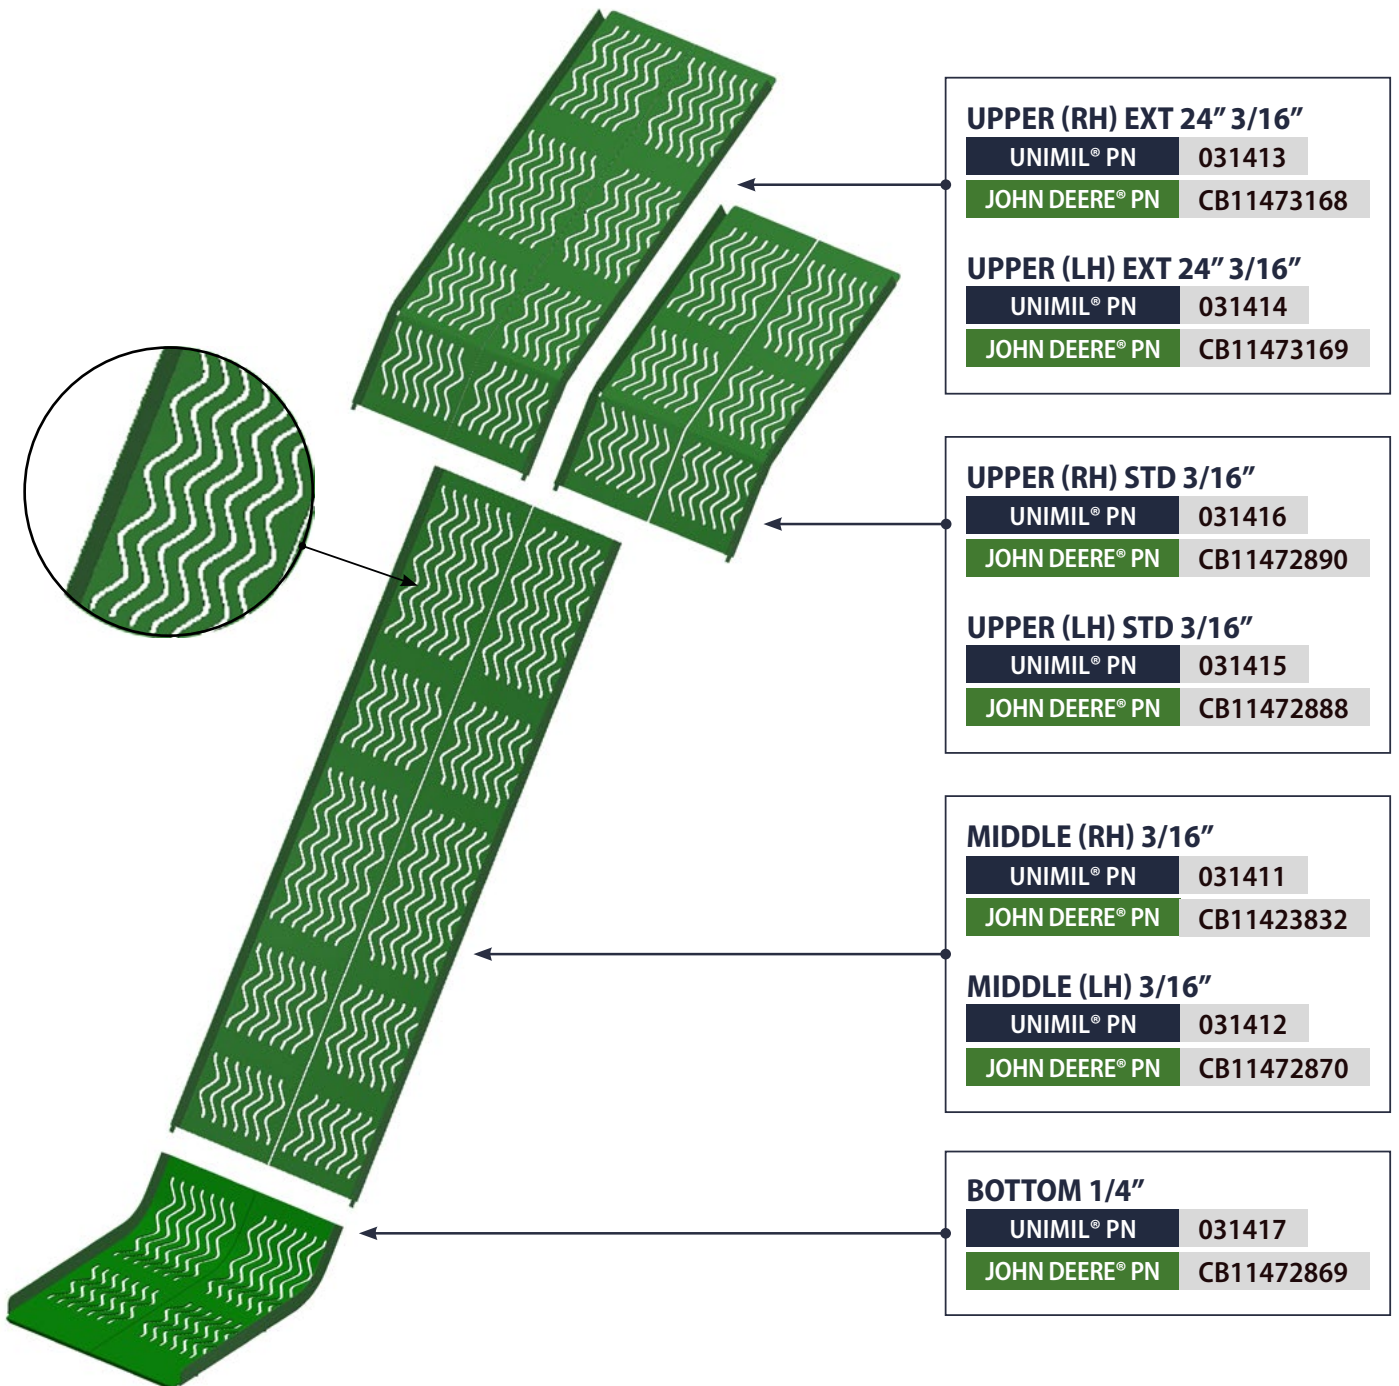 UPPER (RH) EXT 24” 3/16”
UNIMIL® PN 031413
JOHN DEERE® PN CB11473168
UPPER (LH) EXT 24” 3/16”
UNIMIL® PN 031414
JOHN DEERE® PN CB11473169
UPPER (RH) STD 3/16”
UNIMIL® PN 031416
JOHN DEERE® PN CB11472890
UPPER (LH) STD 3/16”
UNIMIL® PN 031415
JOHN DEERE® PN CB11472888
MIDDLE (RH) 3/16”
UNIMIL® PN 031411
JOHN DEERE® PN CB11423832
MIDDLE (LH) 3/16”
UNIMIL® PN 031412
JOHN DEERE® PN CB11472870
BOTTOM 1/4”
UNIMIL® PN 031417
JOHN DEERE® PN CB11472869